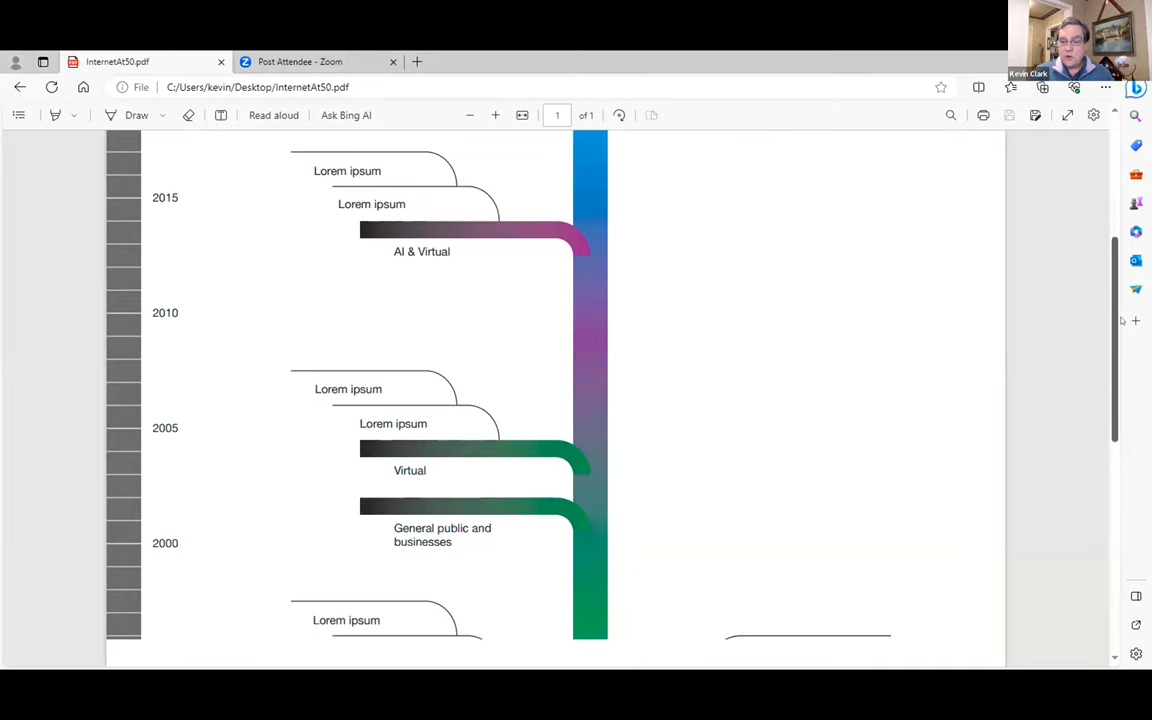 Kevin Clark
InternetAt50.pdf
Post Attendee - Zoom
File
C:/Users/kevin/Desktop/InternetAt50.pdf
Draw
Read aloud
Ask Bing AI
1
of 1
Lorem ipsum
2015
Lorem ipsum
AI & Virtual
2010
Lorem ipsum
2005
Lorem ipsum
Virtual
General public and
businesses
2000
Lorem ipsum